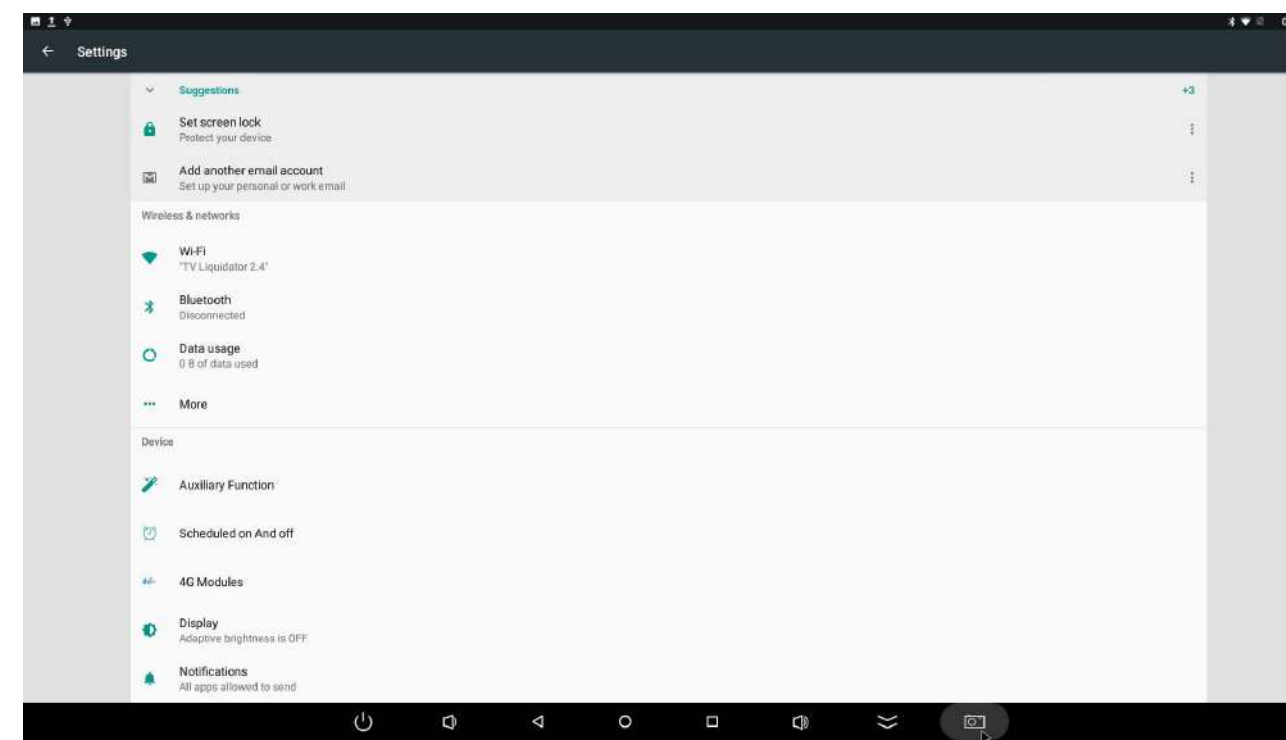 Settings
Suggestions
+3
Set screen lock
Protect your device
Add another email account
Set up your personal or work email
Wireless & networks
Wi-Fi
"TV Liquidator 2.4"
Bluetooth
Disconnected
Data usage
0 B of data used
More
Device
Auxiliary Function
Scheduled on And off
4G Modules
Display
Adaptive brightness is OFF
Notifications
All apps allowed to send